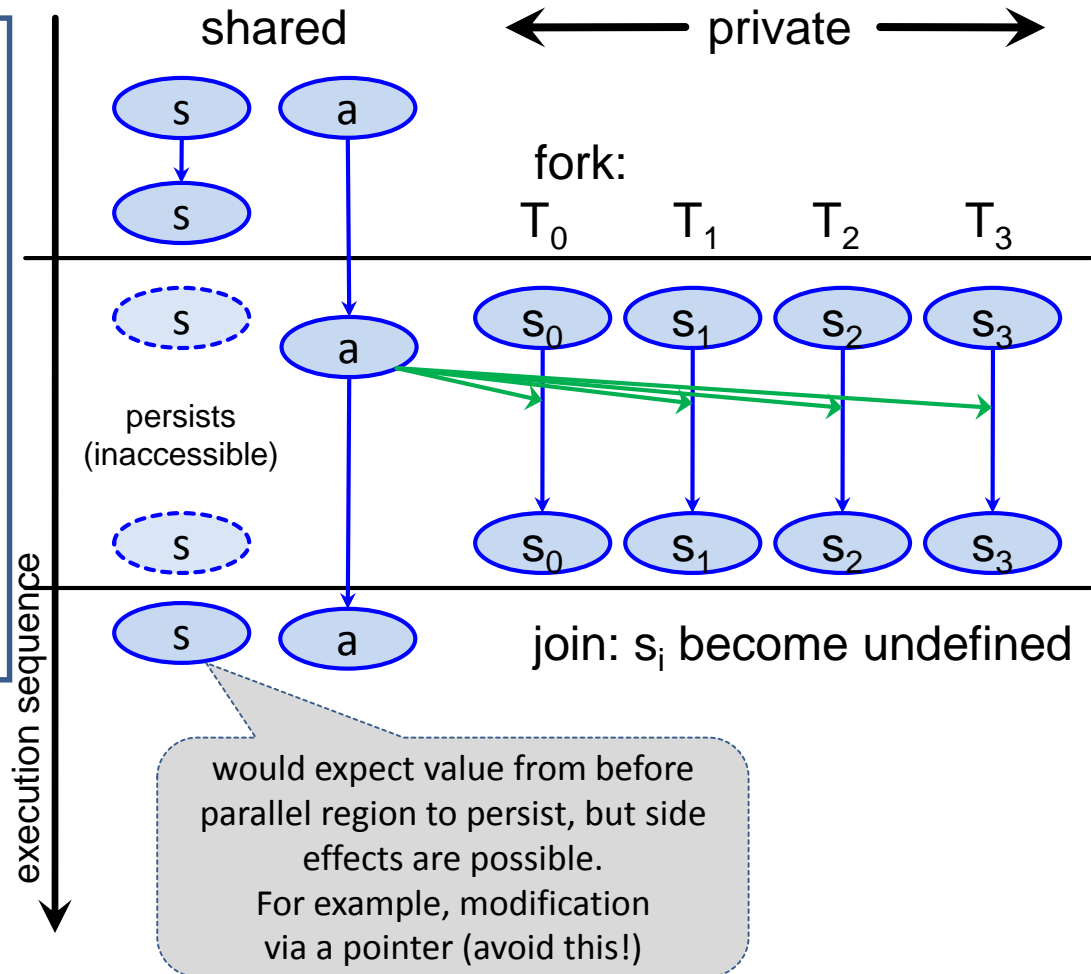 shared
private
s
a
s
fork:
T₀ T₁ T₂ T₃
s
a
s₀ s₁ s₂ s₃
persists
(inaccessible)
s
s₀ s₁ s₂ s₃
s
a
join: sᵢ become undefined
execution sequence
would expect value from before
parallel region to persist, but side
effects are possible.
For example, modification
via a pointer (avoid this!)